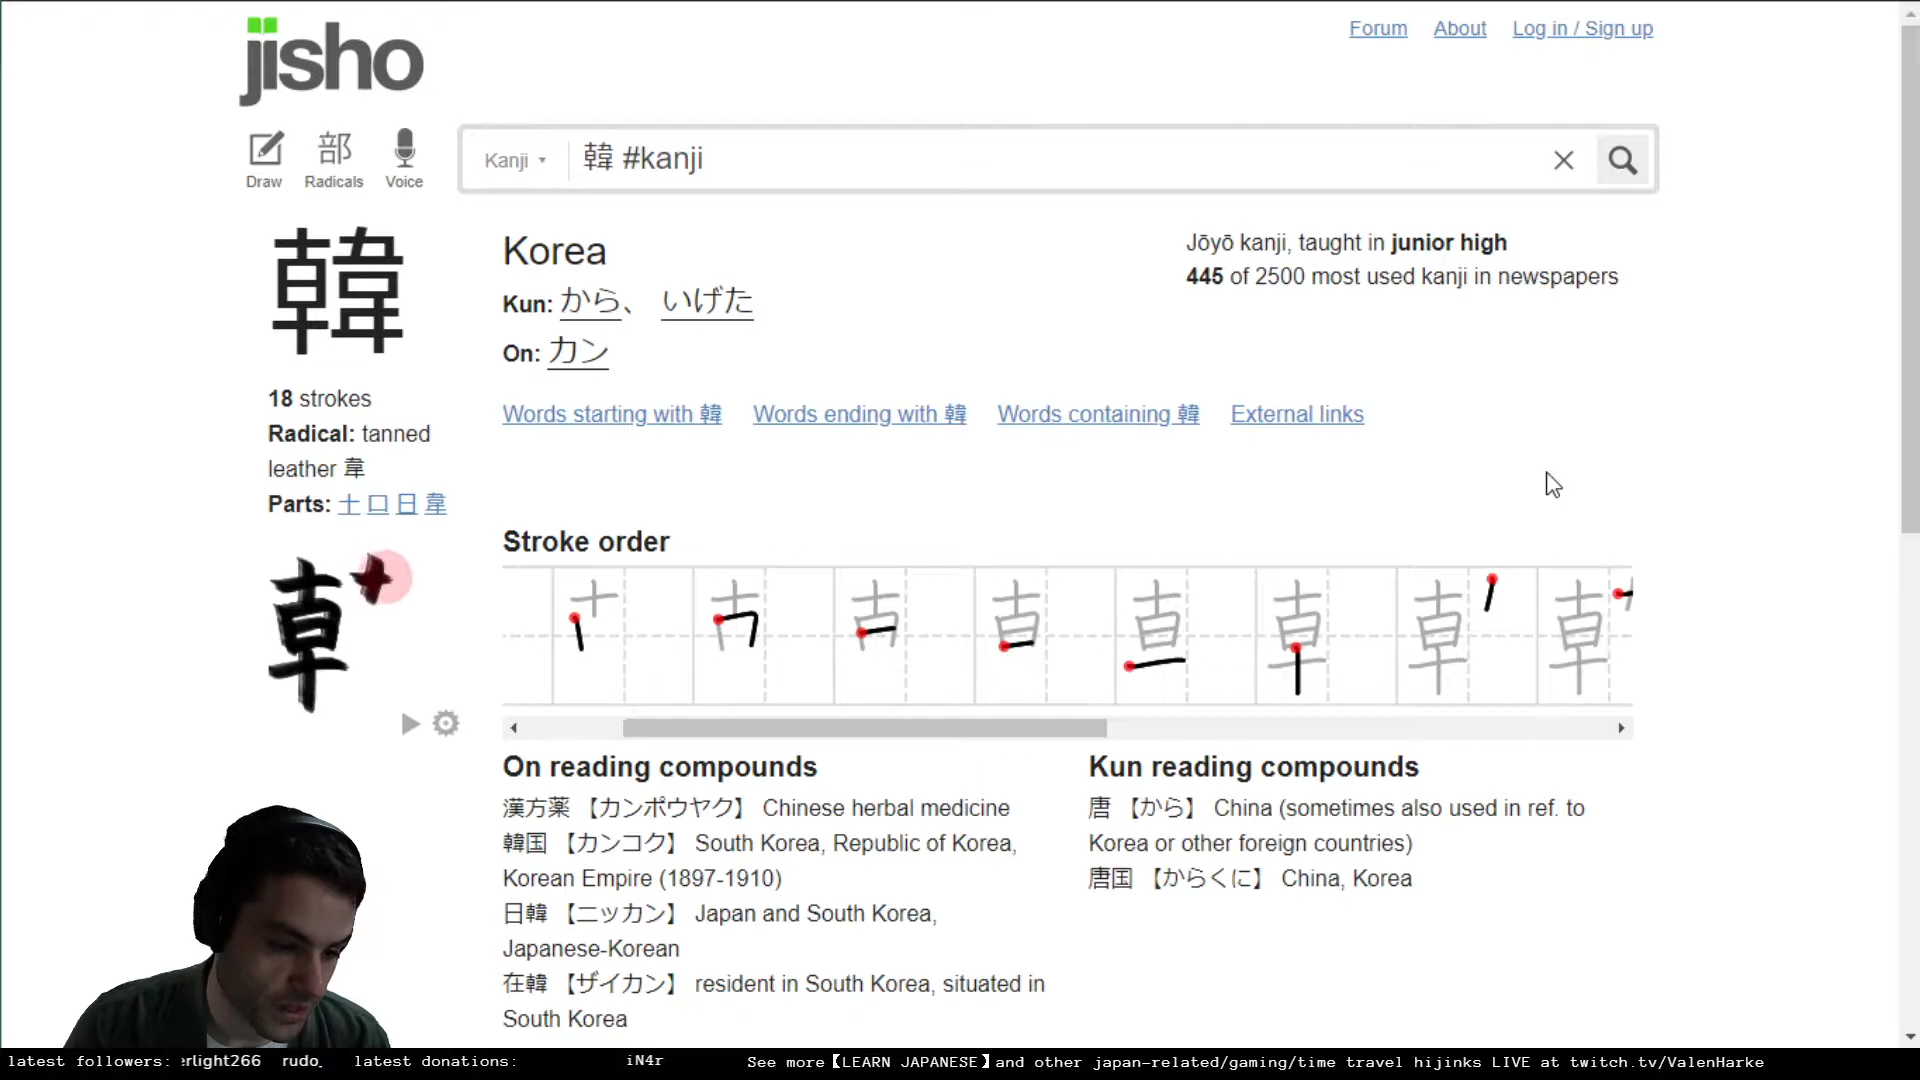 jisho
Forum About Log in / Sign up
部
Draw Radicals Voice
Kanji 韓 #kanji
韓
Korea
Kun: から、 いげた
On: カン
Jōyō kanji, taught in junior high
445 of 2500 most used kanji in newspapers
Words starting with 韓 Words ending with 韓 Words containing 韓 External links
18 strokes
Radical: tanned
leather 韋
Parts: 土 口 日 韋
Stroke order
On reading compounds
漢方薬 【カンポウヤク】 Chinese herbal medicine
韓国 【カンコク】 South Korea, Republic of Korea,
Korean Empire (1897-1910)
日韓 【ニッカン】 Japan and South Korea,
Japanese-Korean
在韓 【ザイカン】 resident in South Korea, situated in
South Korea
Kun reading compounds
唐 【から】 China (sometimes also used in ref. to
Korea or other foreign countries)
唐国 【からくに】 China, Korea
latest followers: erlight266 rudo_ latest donations: iN4r See more【LEARN JAPANESE】and other japan-related/gaming/time travel hijinks LIVE at twitch.tv/ValenHarke